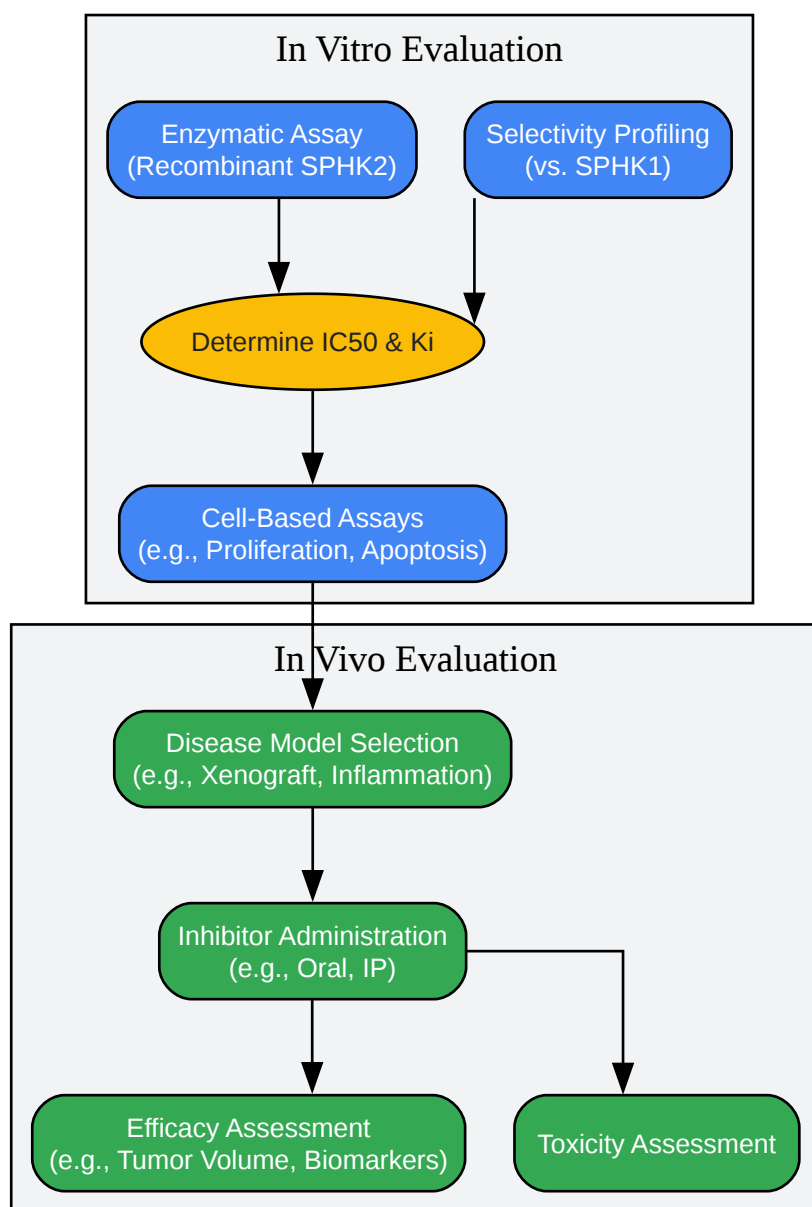 In Vitro Evaluation
Enzymatic Assay
(Recombinant SPHK2)
Selectivity Profiling
(vs. SPHK1)
Determine IC50 & Ki
Cell-Based Assays
(e.g., Proliferation, Apoptosis)
In Vivo Evaluation
Disease Model Selection
(e.g., Xenograft, Inflammation)
Inhibitor Administration
(e.g., Oral, IP)
Efficacy Assessment
(e.g., Tumor Volume, Biomarkers)
Toxicity Assessment